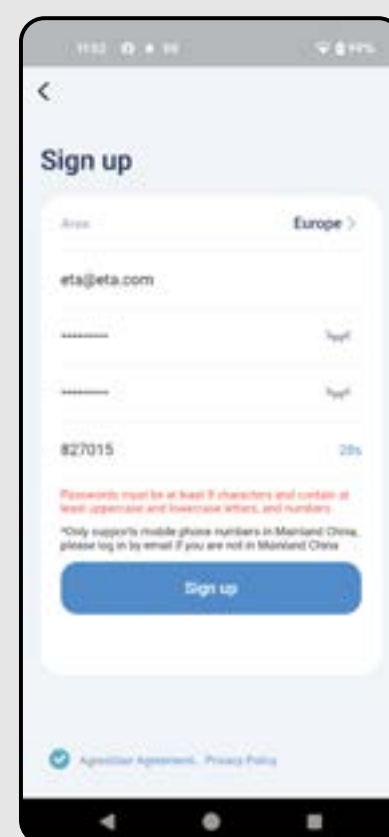 Sign up
Area
Europe >
eta@eta.com
827015
28s
Passwords must be at least 8 characters and contain at
least uppercase and lowercase letters, and numbers
*Only supports mobile phone numbers in Mainland China,
please log in by email if you are not in Mainland China
Sign up
Agreement, Privacy Policy